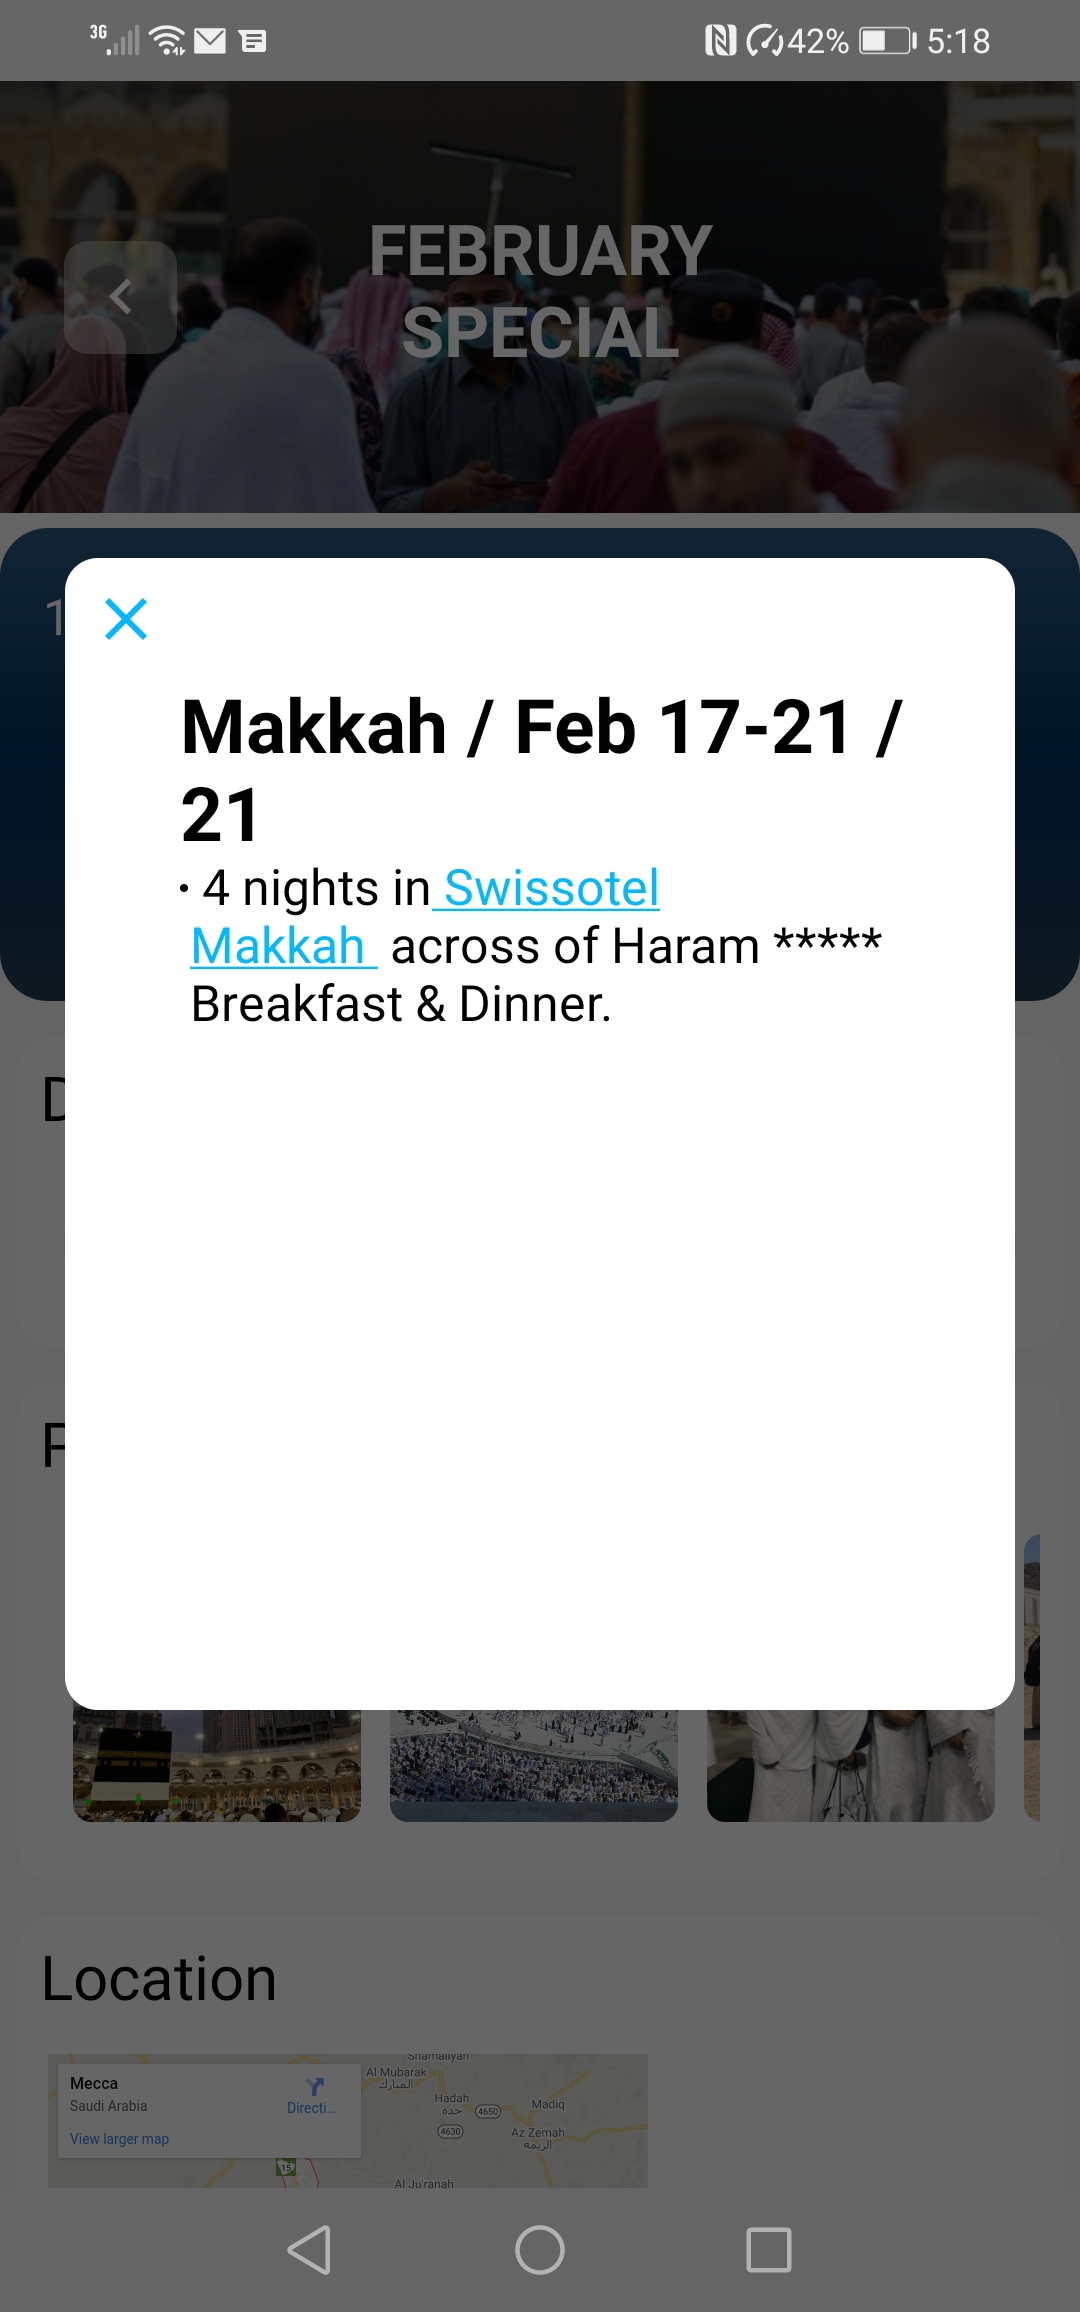 3G
42% 5:18
FEBRUARY
SPECIAL
1
Makkah / Feb 17-21 /
21
· 4 nights in Swissotel
Makkah across of Haram *****
Breakfast & Dinner.
Location
Shamaliyah
Mecca
Saudi Arabia
Directi...
View larger map
Al Mubarak
المبارك
Hadah
حده
4650
Madiq
4630
Az Zemah
الزيمه
15
Al Ju'ranah